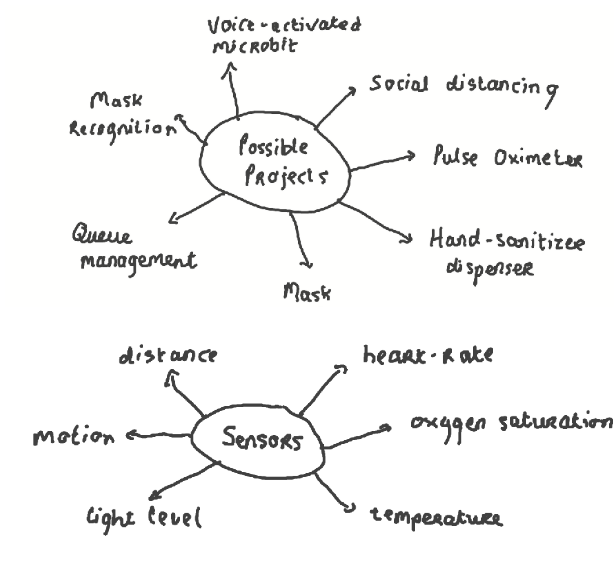 Voice-activated
microbit
Social distancing
Mask
Recognition
Possible
Projects
Pulse Oximeter
Queue
management
Hand-sanitizer
dispenser
Mask
distance
heart-rate
motion
Sensors
oxygen saturation
light level
temperature